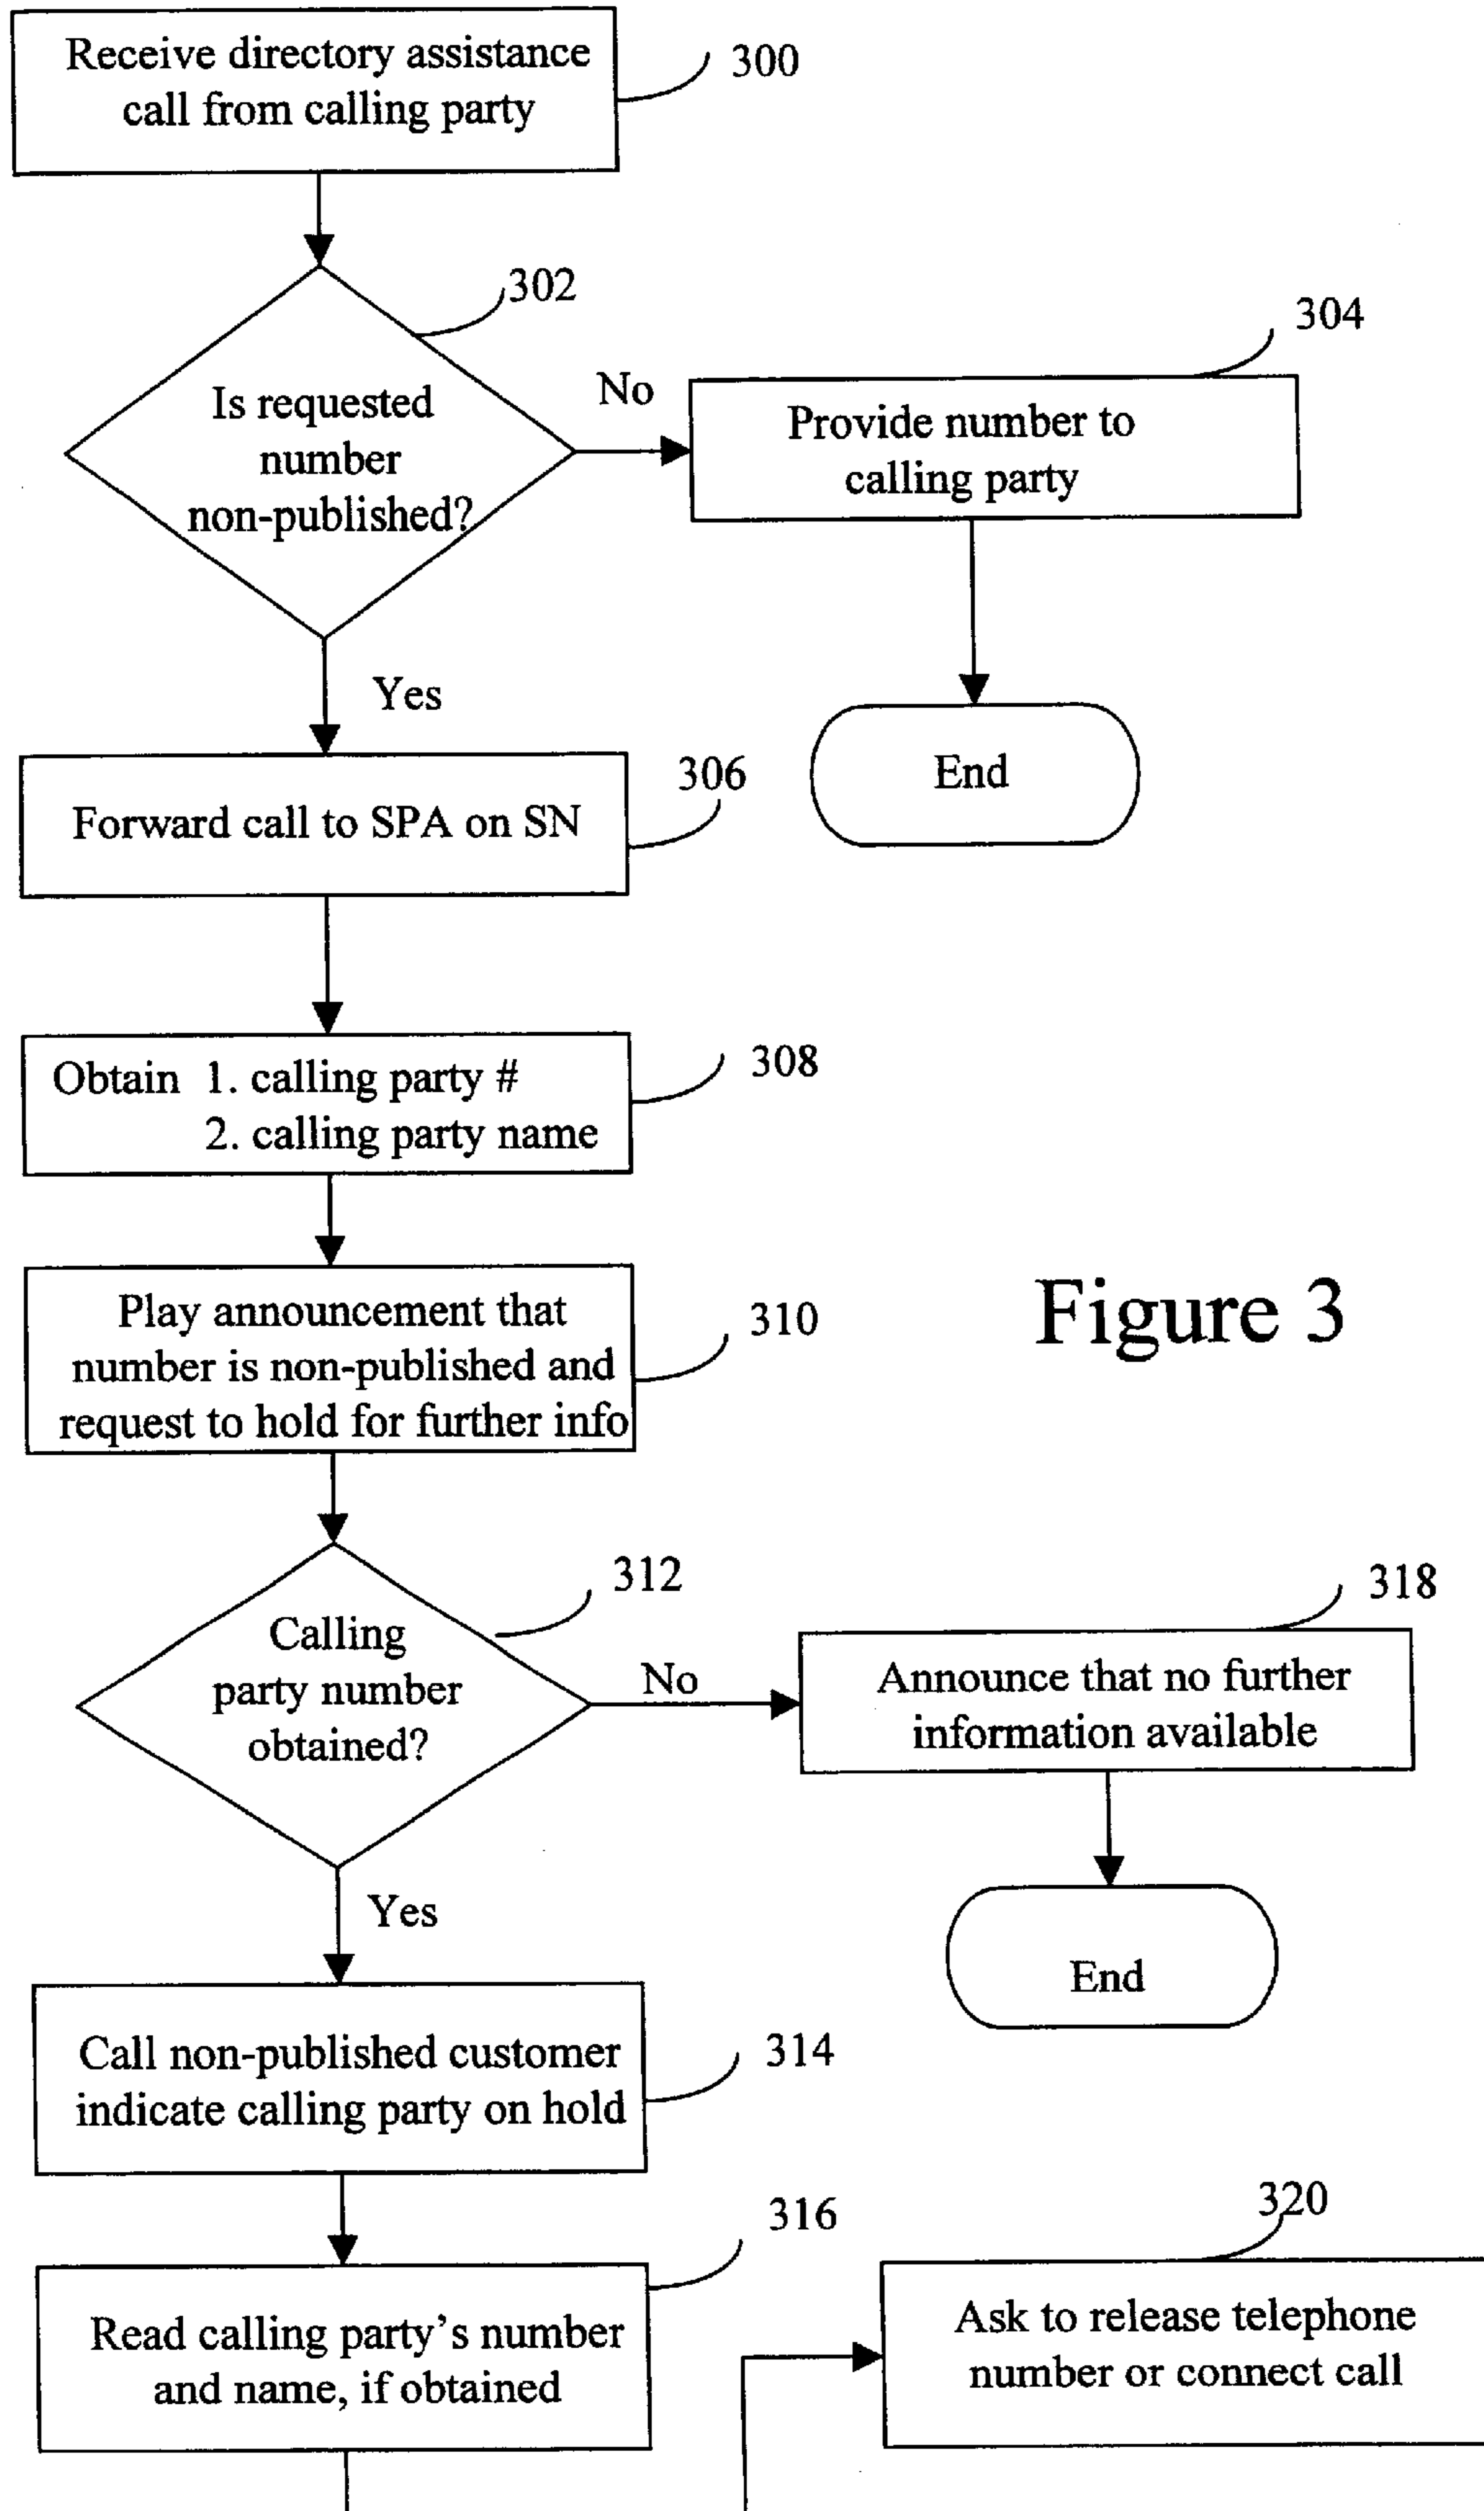 Receive directory assistance
call from calling party
300
302
Is requested
number
non-published?
No
304
Provide number to
calling party
Yes
End
Forward call to SPA on SN
306
Obtain 1. calling party #
2. calling party name
308
Play announcement that
number is non-published and
request to hold for further info
310
Figure 3
312
Calling
party number
obtained?
No
318
Announce that no further
information available
Yes
End
Call non-published customer
indicate calling party on hold
314
316
Read calling party's number
and name, if obtained
320
Ask to release telephone
number or connect call